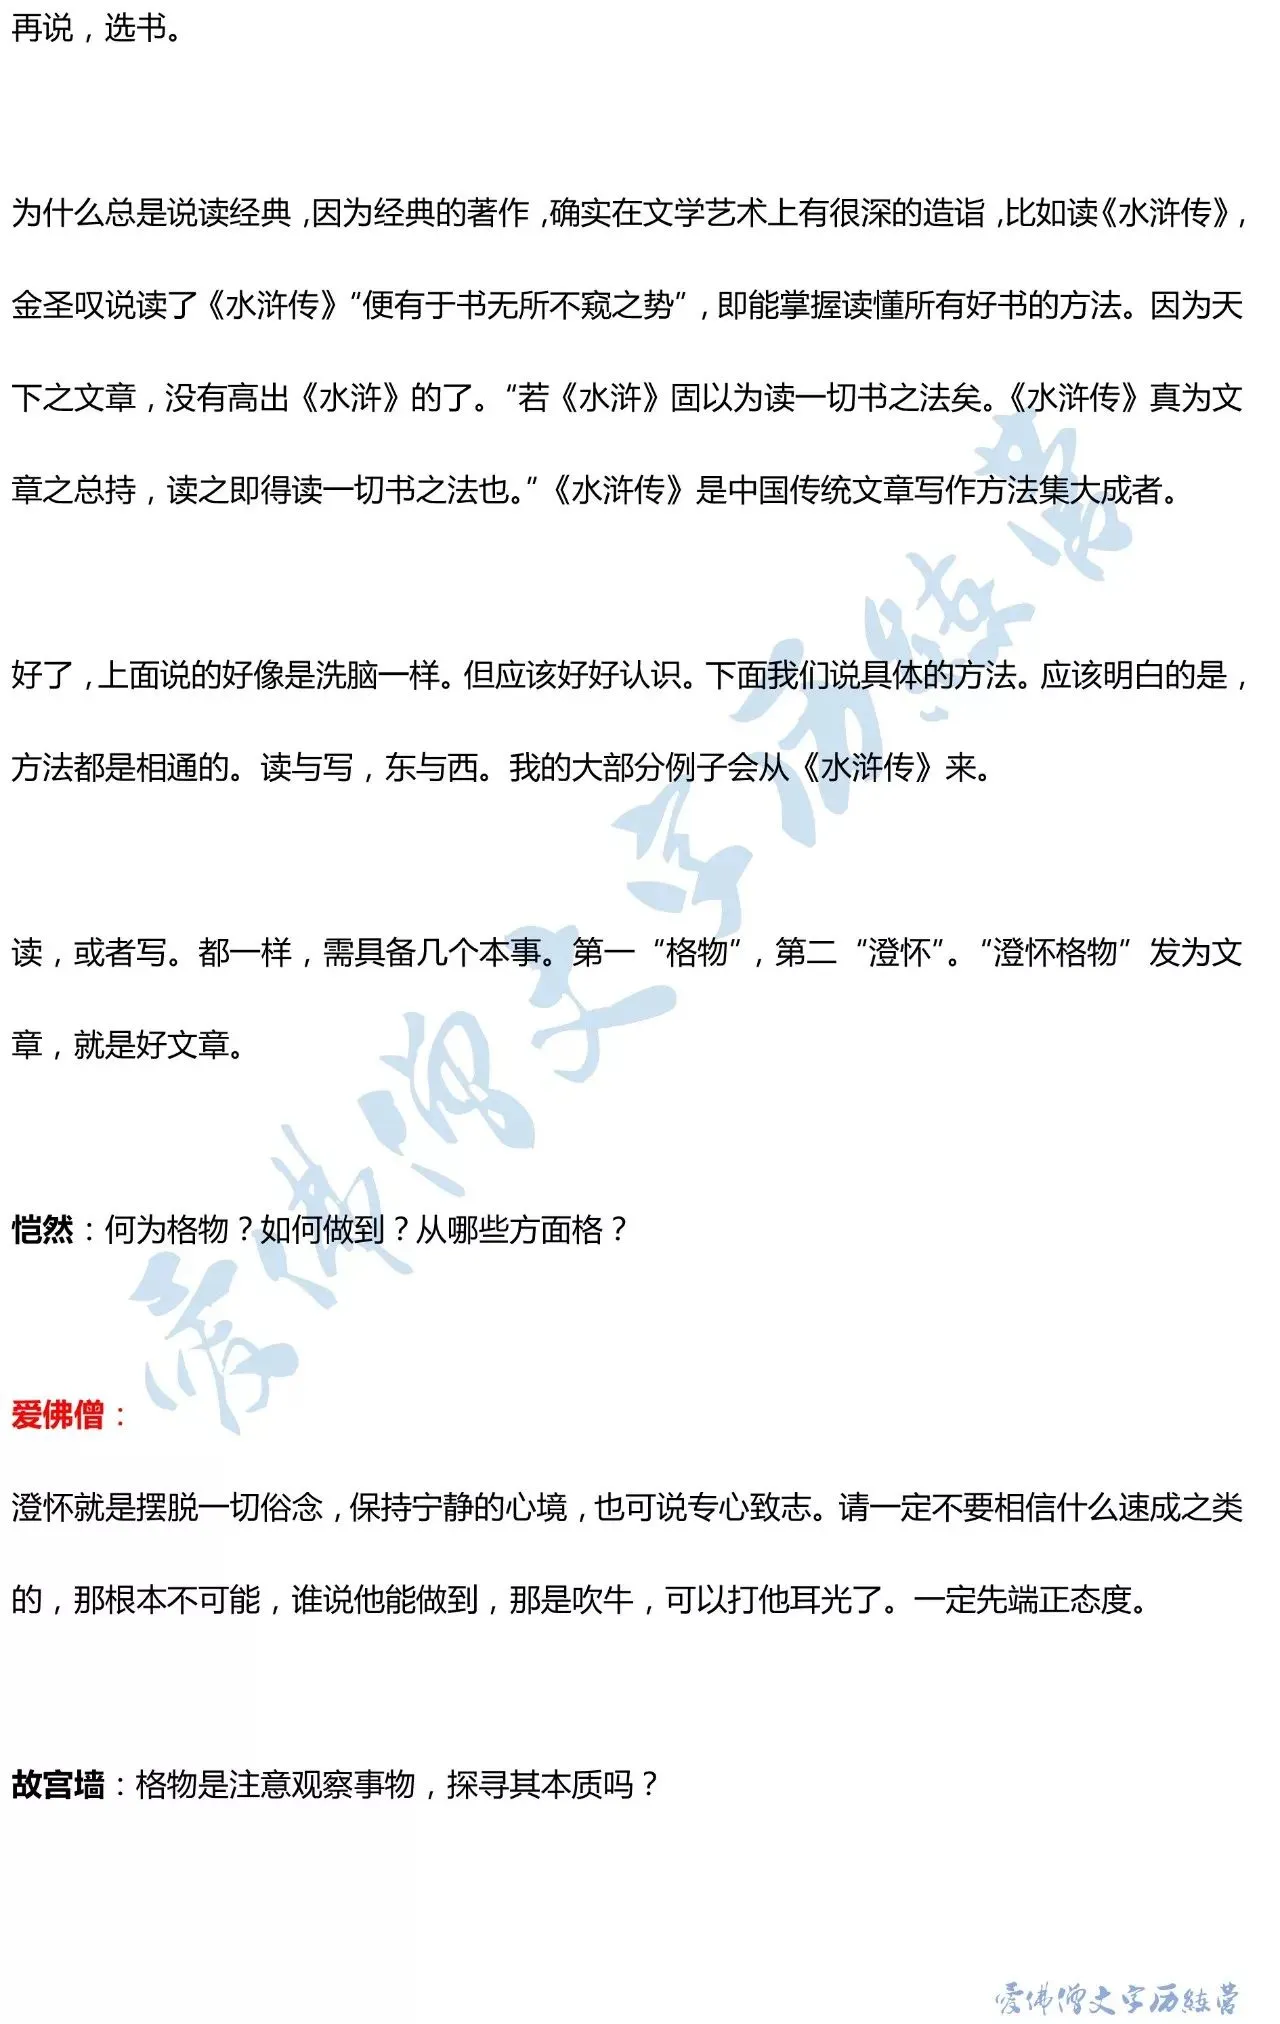 再说，选书。
为什么总是说读经典，因为经典的著作，确实在文学艺术上有很深的造诣，比如读《水浒传》，
金圣叹说读了《水浒传》“便有于书无所不窥之势”，即能掌握读懂所有好书的方法。因为天
下之文章，没有高出《水浒》的了。“若《水浒》固以为读一切书之法矣。《水浒传》真为文
章之总持，读之即得读一切书之法也。”《水浒传》是中国传统文章写作方法集大成者。
好了，上面说的好像是洗脑一样。但应该好好认识。下面我们说具体的方法。应该明白的是，
方法都是相通的。读与写，东与西。我的大部分例子会从《水浒传》来。
读，或者写。都一样，需具备几个本事。第一“格物”，第二“澄怀”。“澄怀格物”发为文
章，就是好文章。
恺然：何为格物？如何做到？从哪些方面格？
爱佛僧：
澄怀就是摆脱一切俗念，保持宁静的心境，也可说专心致志。请一定不要相信什么速成之类
的，那根本不可能，谁说他能做到，那是吹牛，可以打他耳光了。一定先端正态度。
故宫墙：格物是注意观察事物，探寻其本质吗？
爱佛僧文字历练营
爱佛僧文字历练营